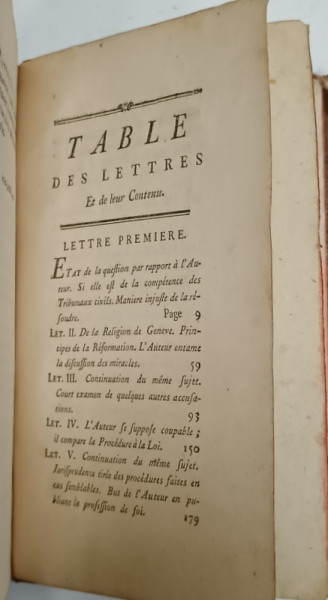 TABLE
DES LETTRES
Et de leur Contenu.
LETTRE PREMIERE.
ETAT de la question par rapport à l'Au-
teur. Si elle est de la compétence des
Tribunaux civils. Maniere injuste de la ré-
soudre. Page 9
LET. II. De la Religion de Geneve. Prin-
cipes de la Réformation. L'Auteur entame
la discussion des miracles. 59
LET. III. Continuation du même sujet.
Court examen de quelques autres accusa-
tions. 93
LET. IV. L'Auteur se suppose coupable ;
il compare la Procédure à la Loi. 150
LET. V. Continuation du même sujet.
Jurisprudence tirée des procédures faites en
cas semblables. But de l'Auteur en pu-
bliant la profession de foi. 179